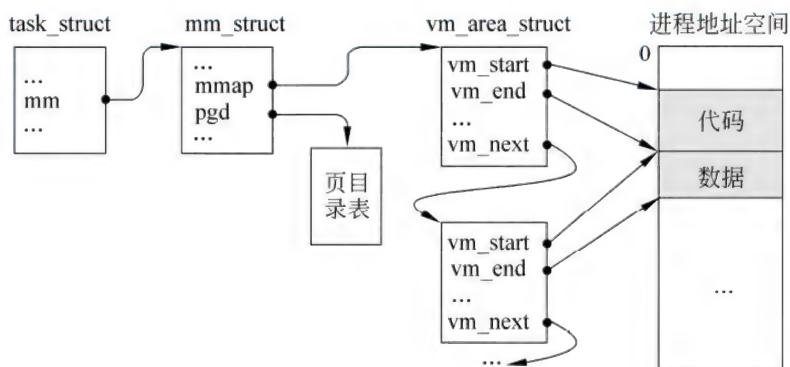 task_struct
...
mm
...
mm_struct
...
mmap
pgd
...
页目
录表
vm_area_struct
vm_start
vm_end
...
vm_next
vm_start
vm_end
...
vm_next
...
进程地址空间
0
代码
数据
...